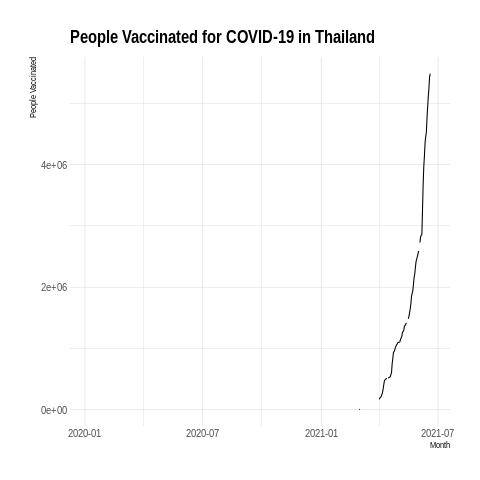 People Vaccinated for COVID-19 in Thailand
People Vaccinated
4e+06
2e+06
0e+00
2020-01
2020-07
2021-01
2021-07
Month